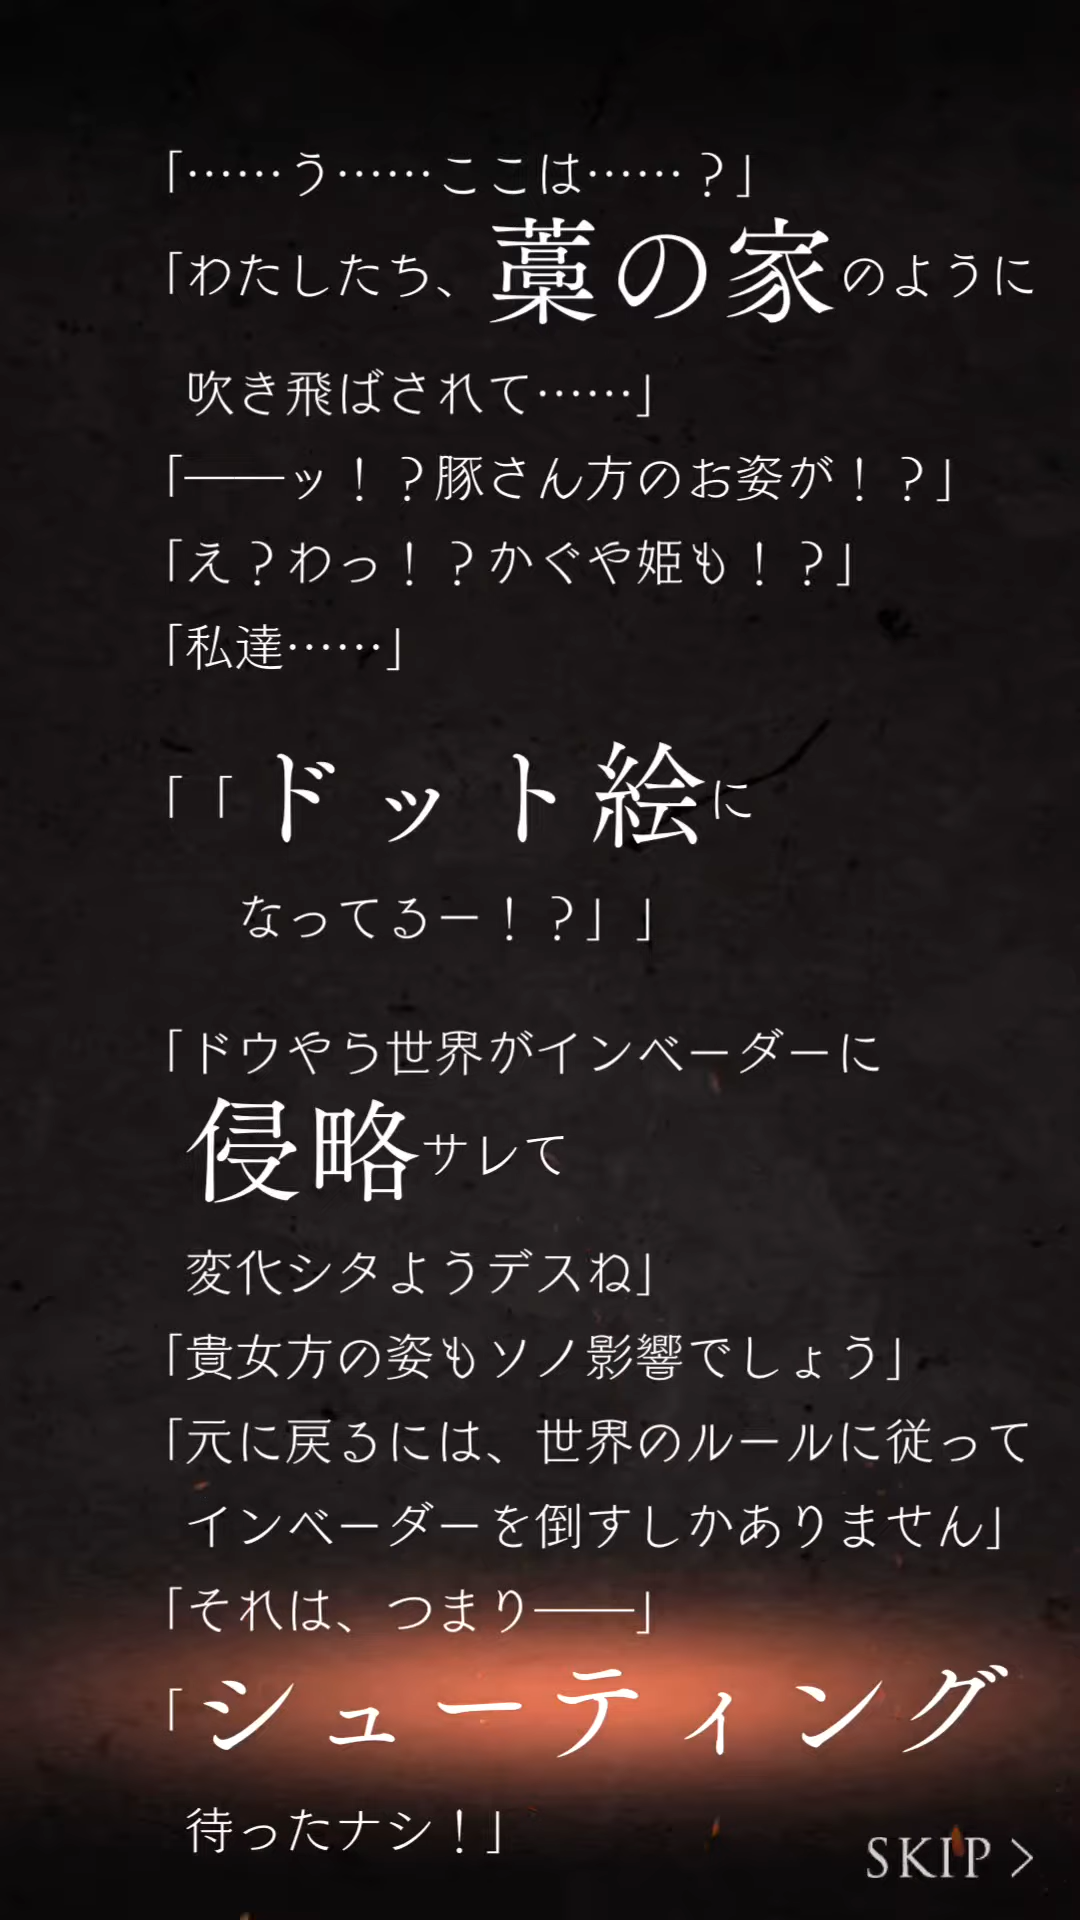 「……う……ここは……？」
「わたしたち、藁の家のように
吹き飛ばされて……」
「――ッ！？豚さん方のお姿が！？」
「え？わっ！？かぐや姫も！？」
「私達……」
「「ドット絵に
なってるー！？」」
「ドウやら世界がインベーダーに
侵略サレて
変化シタようデスね」
「貴女方の姿もソノ影響でしょう」
「元に戻るには、世界のルールに従って
インベーダーを倒すしかありません」
「それは、つまり――」
「シューティング
待ったナシ！」
SKIP >